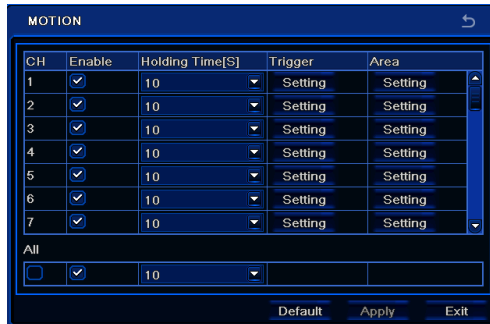 MOTION
CH Enable Holding Time[S] Trigger Area
1 10 Setting Setting
2 10 Setting Setting
3 10 Setting Setting
4 10 Setting Setting
5 10 Setting Setting
6 10 Setting Setting
7 10 Setting Setting
All
10
Default Apply Exit